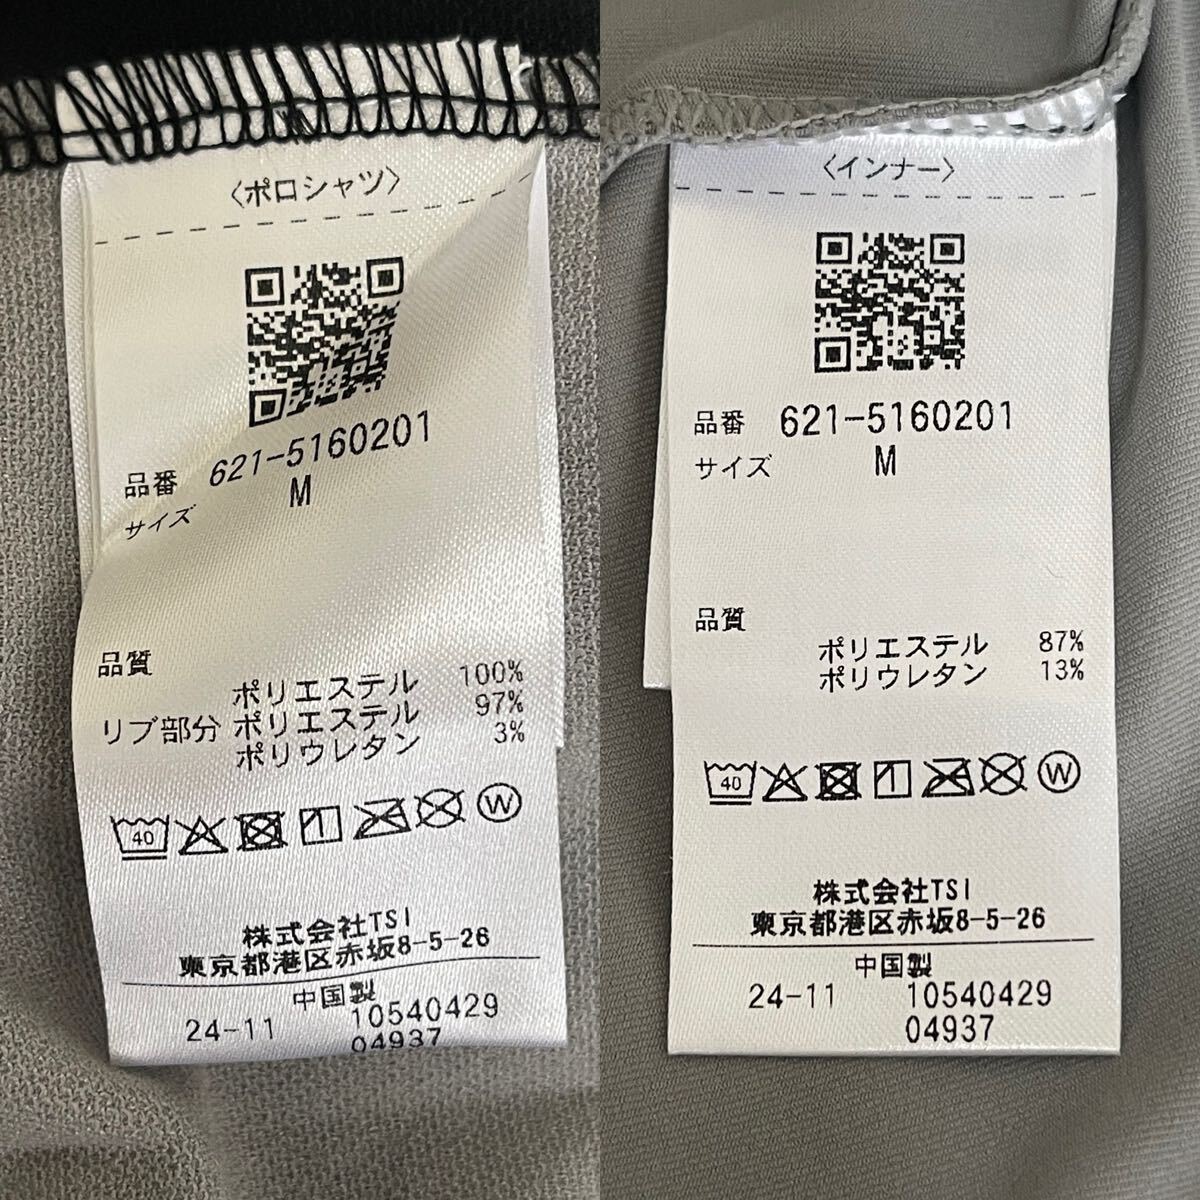 〈ポロシャツ〉
品番 621-5160201
サイズ M
品質
ポリエステル 100%
リブ部分 ポリエステル 97%
ポリウレタン 3%
40 1 W
株式会社TSI
東京都港区赤坂8-5-26
中国製
24-11 10540429
04937
〈インナー〉
品番 621-5160201
サイズ M
品質
ポリエステル 87%
ポリウレタン 13%
40 1 W
株式会社TSI
東京都港区赤坂8-5-26
中国製
24-11 10540429
04937